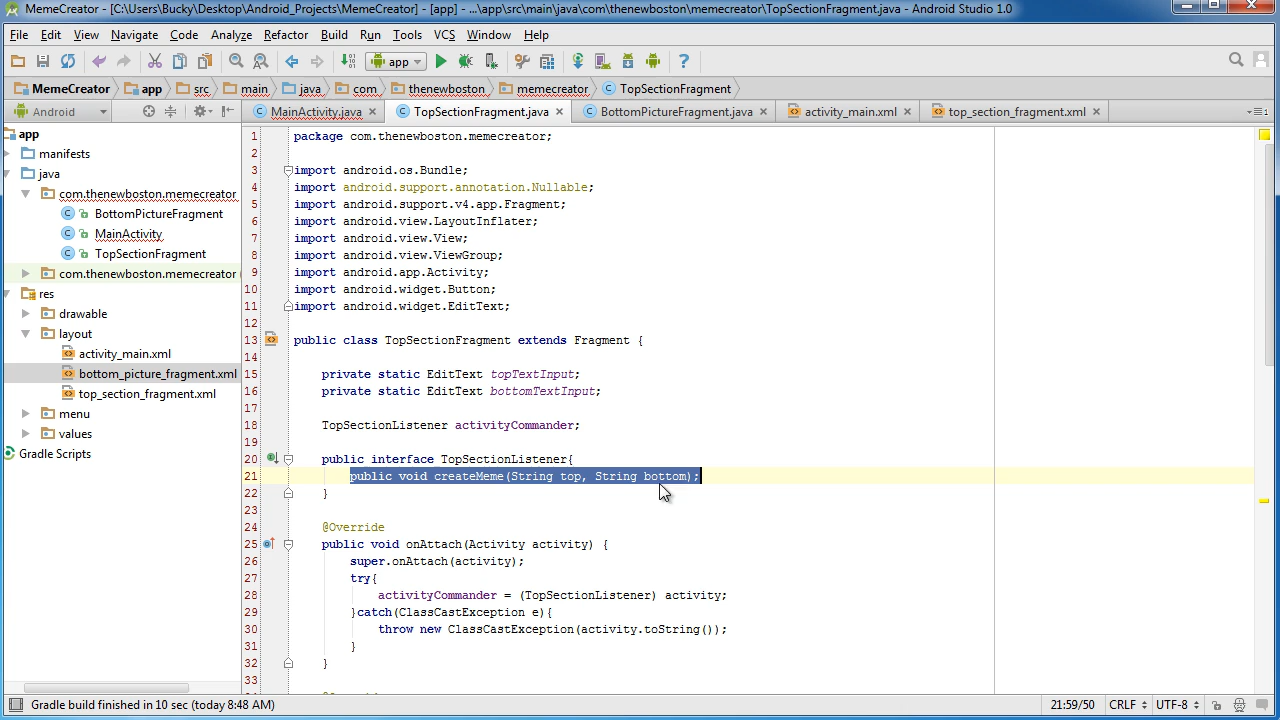 MemeCreator - [C:\Users\Bucky\Desktop\Android_Projects\MemeCreator] - [app] - ...\app\src\main\java\com\thenewboston\memecreator\TopSectionFragment.java - Android Studio 1.0
File Edit View Navigate Code Analyze Refactor Build Run Tools VCS Window Help
app
MemeCreator app src main java com thenewboston memecreator TopSectionFragment
Android MainActivity.java TopSectionFragment.java BottomPictureFragment.java activity_main.xml top_section_fragment.xml
app
manifests
java
com.thenewboston.memecreator
BottomPictureFragment
MainActivity
TopSectionFragment
com.thenewboston.memecreator (
res
drawable
layout
activity_main.xml
bottom_picture_fragment.xml
top_section_fragment.xml
menu
values
Gradle Scripts
1 package com.thenewboston.memecreator;
2
3 import android.os.Bundle;
4 import android.support.annotation.Nullable;
5 import android.support.v4.app.Fragment;
6 import android.view.LayoutInflater;
7 import android.view.View;
8 import android.view.ViewGroup;
9 import android.app.Activity;
10 import android.widget.Button;
11 import android.widget.EditText;
12
13 public class TopSectionFragment extends Fragment {
14
15 private static EditText topTextInput;
16 private static EditText bottomTextInput;
17
18 TopSectionListener activityCommander;
19
20 public interface TopSectionListener{
21 public void createMeme(String top, String bottom);
22 }
23
24 @Override
25 public void onAttach(Activity activity) {
26 super.onAttach(activity);
27 try{
28 activityCommander = (TopSectionListener) activity;
29 }catch(ClassCastException e){
30 throw new ClassCastException(activity.toString());
31 }
32 }
33
Gradle build finished in 10 sec (today 8:48 AM) 21:59/50 CRLF UTF-8